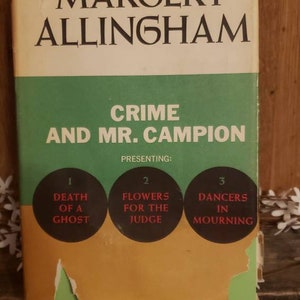 MARGERY
ALLINGHAM
CRIME
AND MR. CAMPION
PRESENTING:
1
DEATH
OF A
GHOST
2
FLOWERS
FOR THE
JUDGE
3
DANCERS
IN
MOURNING